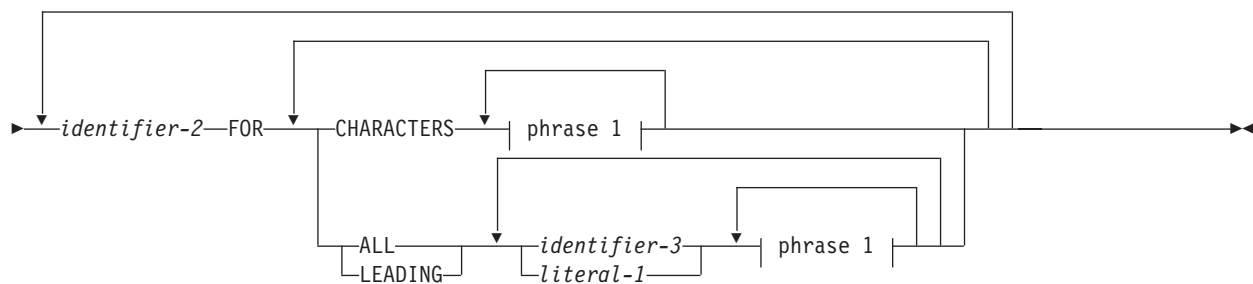 identifier-2 FOR CHARACTERS phrase 1
ALL identifier-3 phrase 1
LEADING literal-1